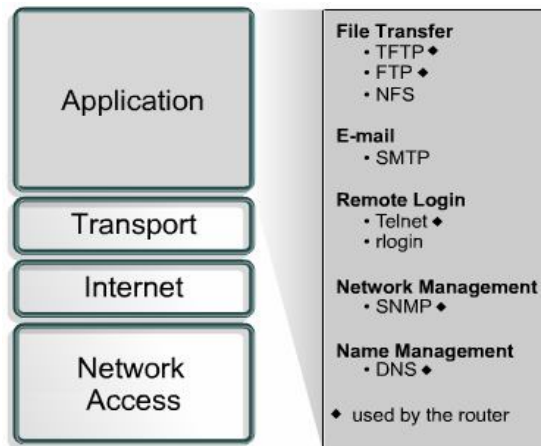 Application
Transport
Internet
Network
Access
File Transfer
• TFTP ◆
• FTP ◆
• NFS
E-mail
• SMTP
Remote Login
• Telnet ◆
• rlogin
Network Management
• SNMP ◆
Name Management
• DNS ◆
◆ used by the router